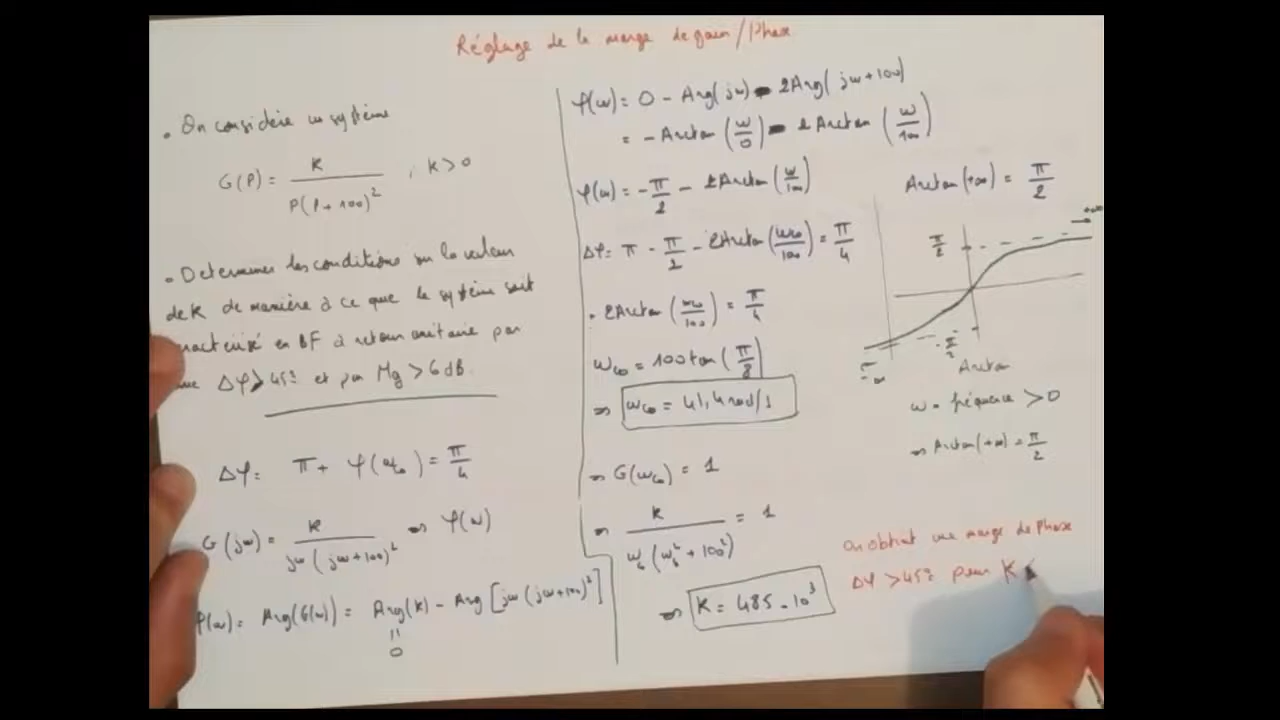 Réglage de la marge de gain/Phase
• On considère un système
G(P) = K / P(P+100)² , K > 0
• Determiner les conditions sur la valeur
de K de manière à ce que le système soit
caractérisé en BF à retour unitaire par
une Δφ > 45° et par Mg > 6 dB.
Δφ = π + φ(ωc0) = π/4
G(jω) = K / jω(jω+100)² => φ(ω)
φ(ω) = Arg(G(ω)) = Arg(K) - Arg[jω(jω+100)²]
"
0
φ(ω) = 0 - Arg(jω) - 2Arg(jω+100)
= - Arctan(ω/0) - 2 Arctan(ω/100)
φ(ω) = -π/2 - 2Arctan(ω/100)
Δφ = π - π/2 - 2Arctan(ωc0/100) = π/4
• 2Arctan(ωc0/100) = π/4
ωc0 = 100 tan(π/8)
=> ωc0 = 41,4 rad/s
=> G(ωc0) = 1
=> K / ωc0(ωc0² + 100²) = 1
=> K = 485.10³
Arctan(+∞) = π/2
+∞
π/2
-π/2
-∞
Arctan
ω = fréquence > 0
=> Arctan(+∞) = π/2
On obtient une marge de Phase
Δφ > 45° pour K <